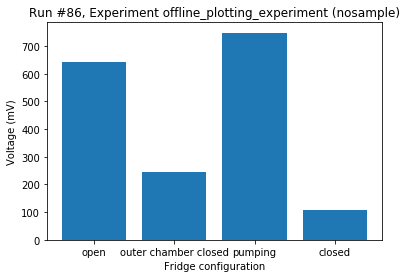 Run #86, Experiment offline_plotting_experiment (nosample)
Voltage (mV)
700
600
500
400
300
200
100
0
open outer chamber closed pumping closed
Fridge configuration